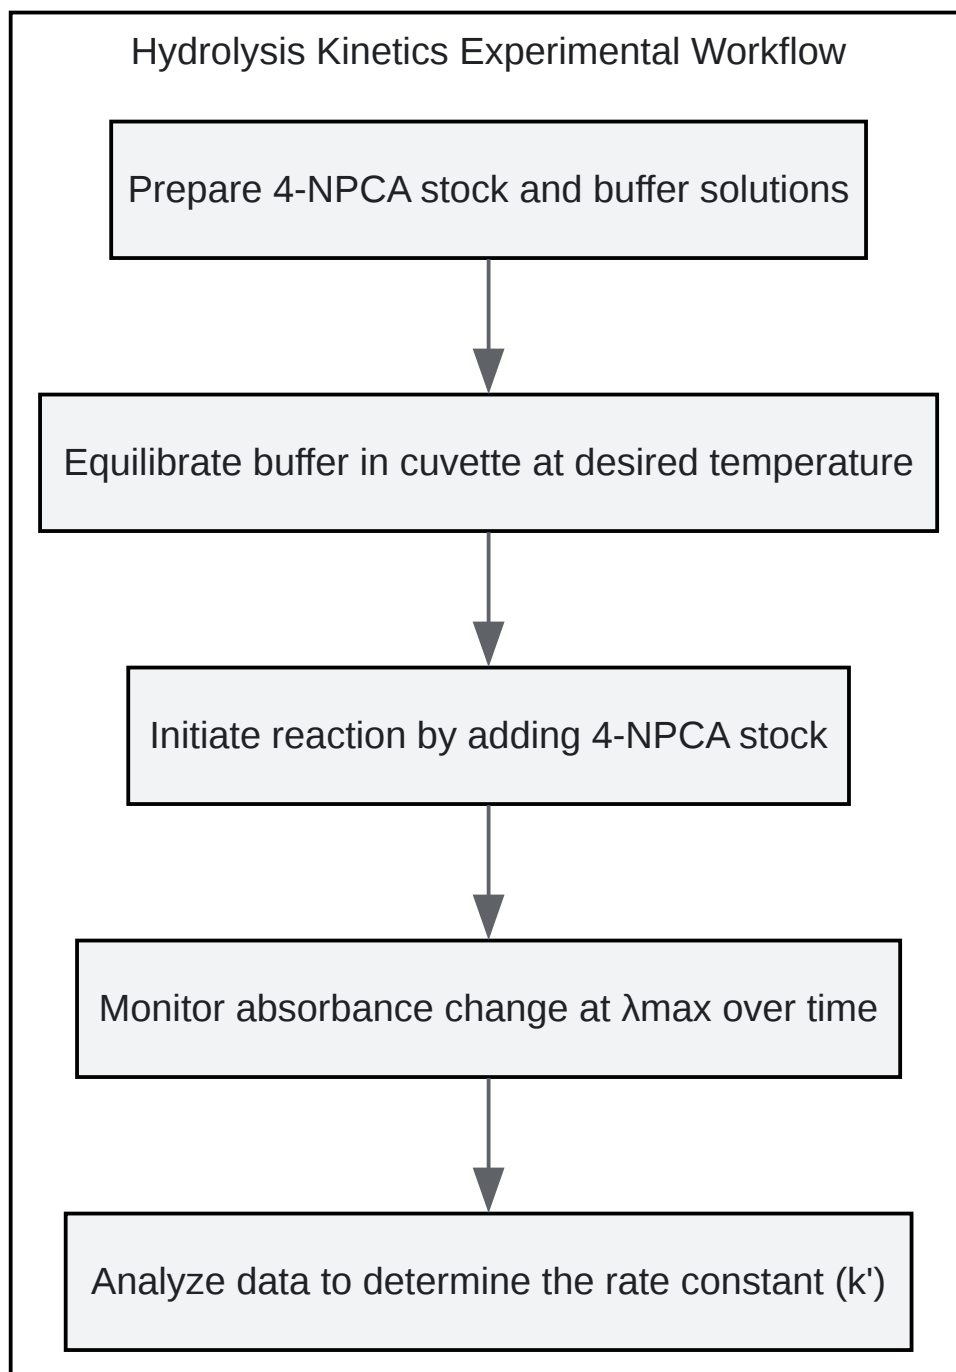 Hydrolysis Kinetics Experimental Workflow
Prepare 4-NPCA stock and buffer solutions
Equilibrate buffer in cuvette at desired temperature
Initiate reaction by adding 4-NPCA stock
Monitor absorbance change at λmax over time
Analyze data to determine the rate constant (k')